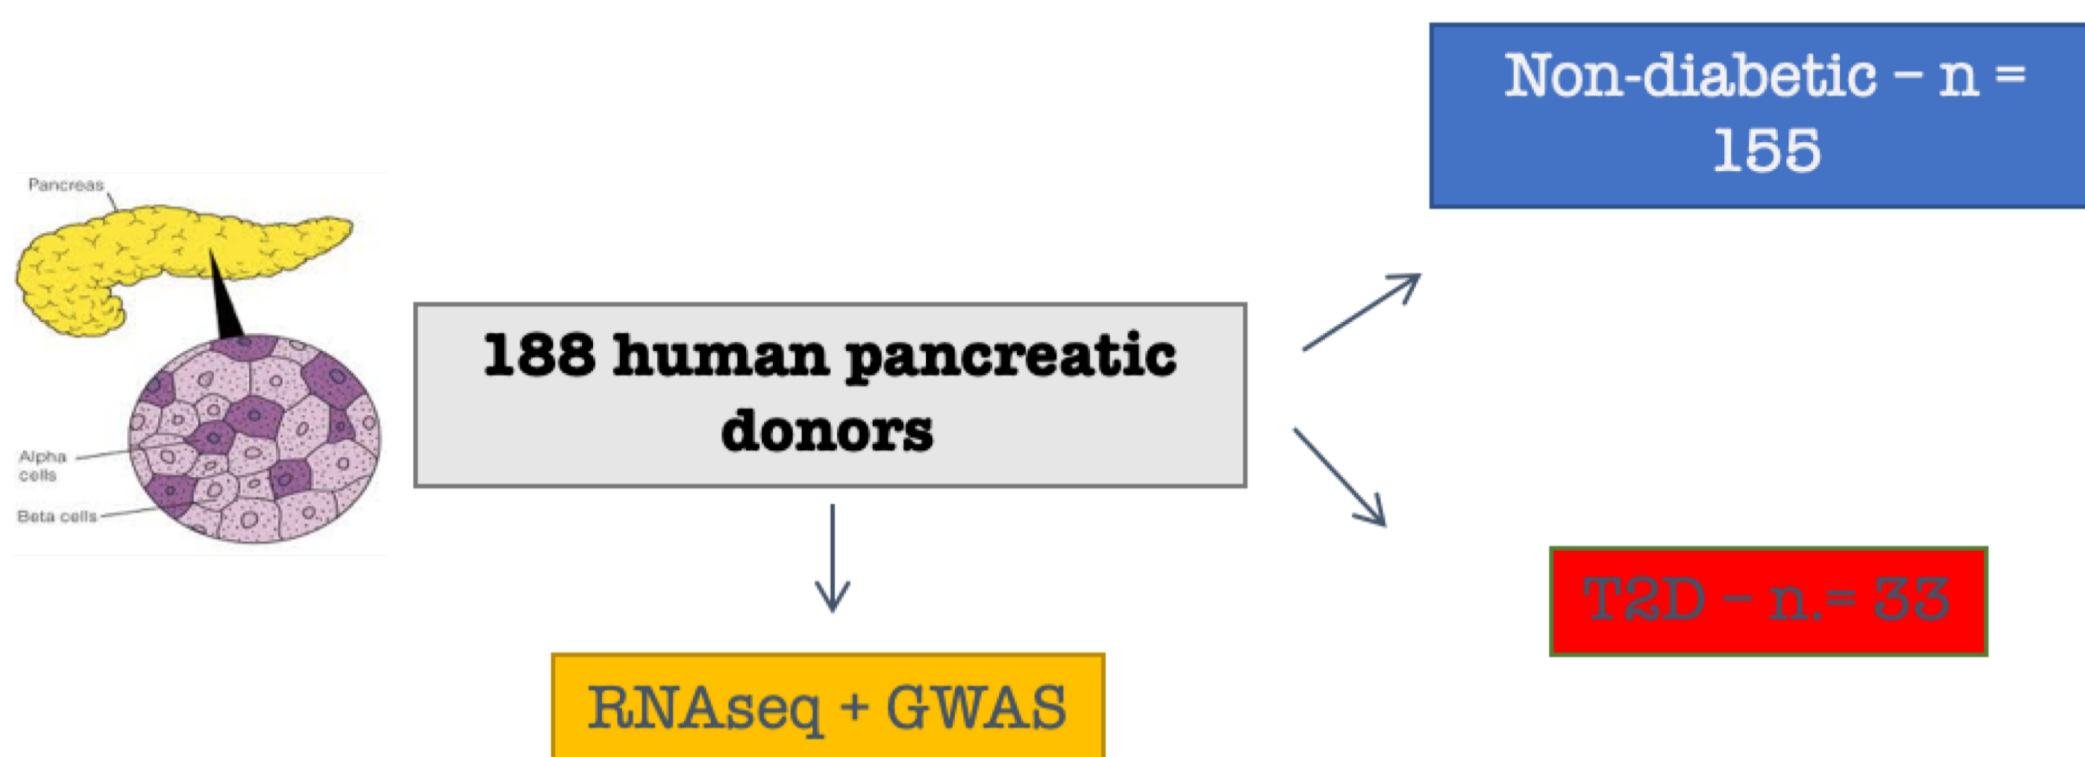 Non-diabetic – n =
155
Pancreas
188 human pancreatic
donors
Alpha
cells
Beta cells
T2D – n.= 33
RNAseq + GWAS